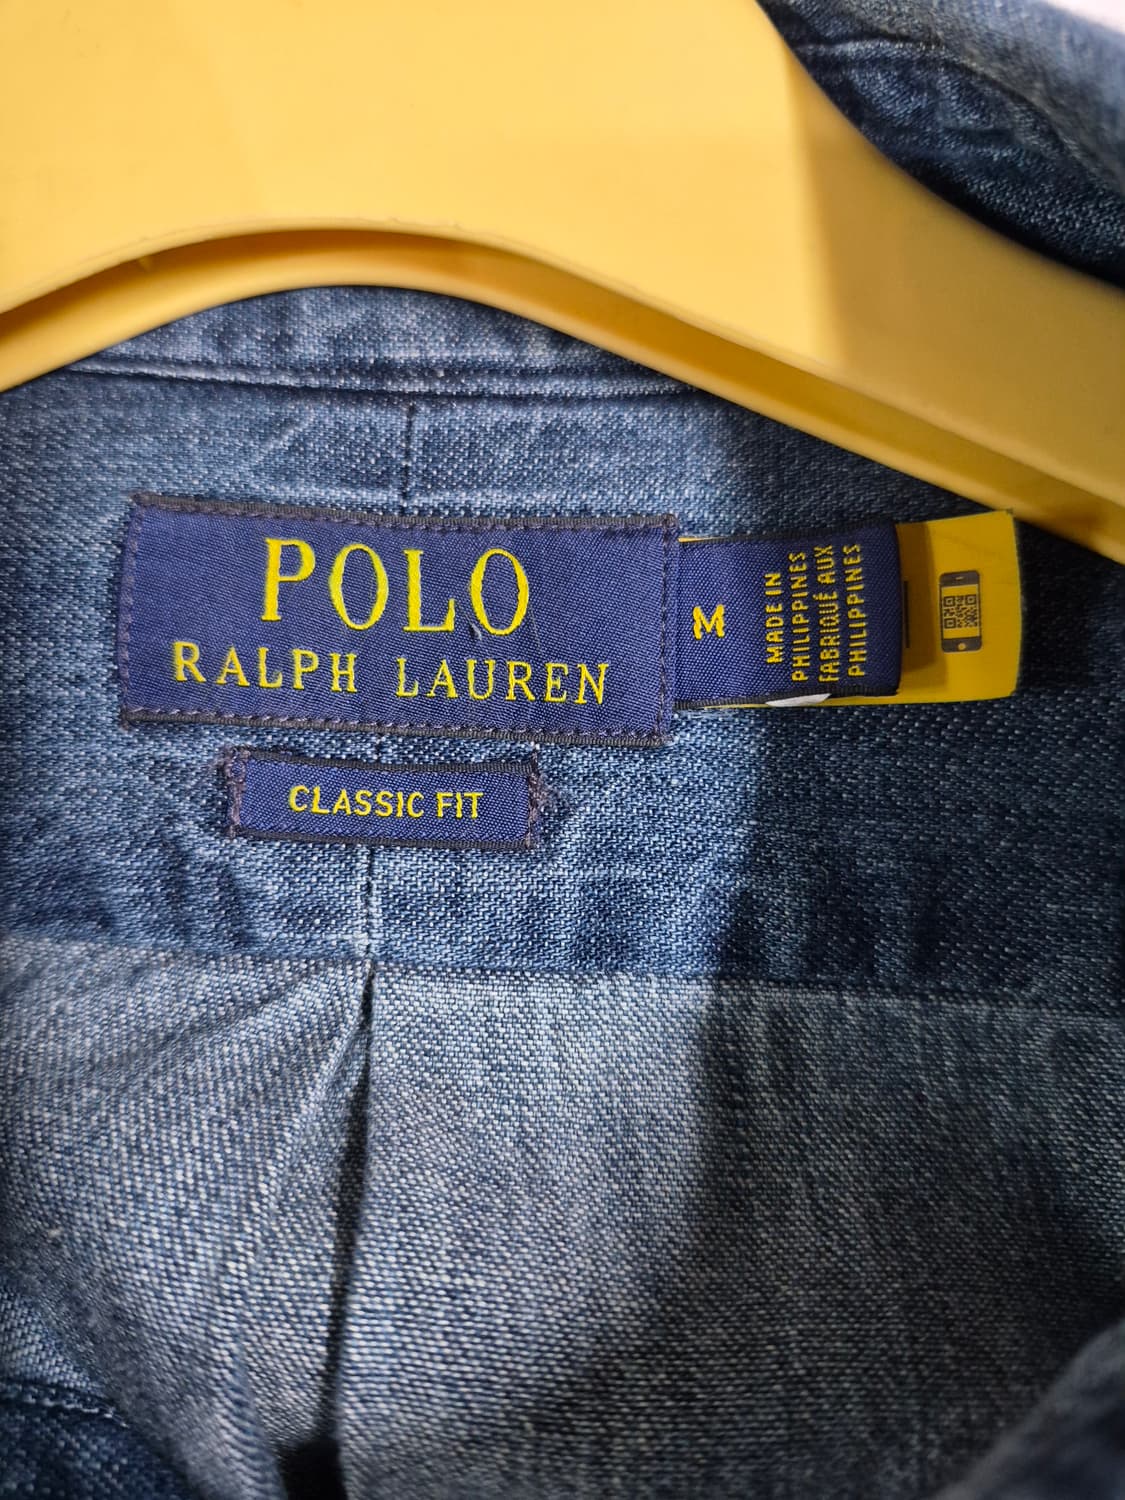 POLO
RALPH LAUREN
M
MADE IN
PHILIPPINES
FABRIQUÉ AUX
PHILIPPINES
CLASSIC FIT